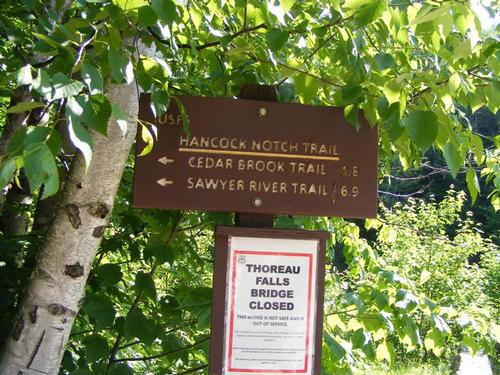 USFS
HANCOCK NOTCH TRAIL
CEDAR BROOK TRAIL 1.8
SAWYER RIVER TRAIL 6.9
THOREAU
FALLS
BRIDGE
CLOSED
THIS BRIDGE IS NOT SAFE AND IS
OUT OF SERVICE.